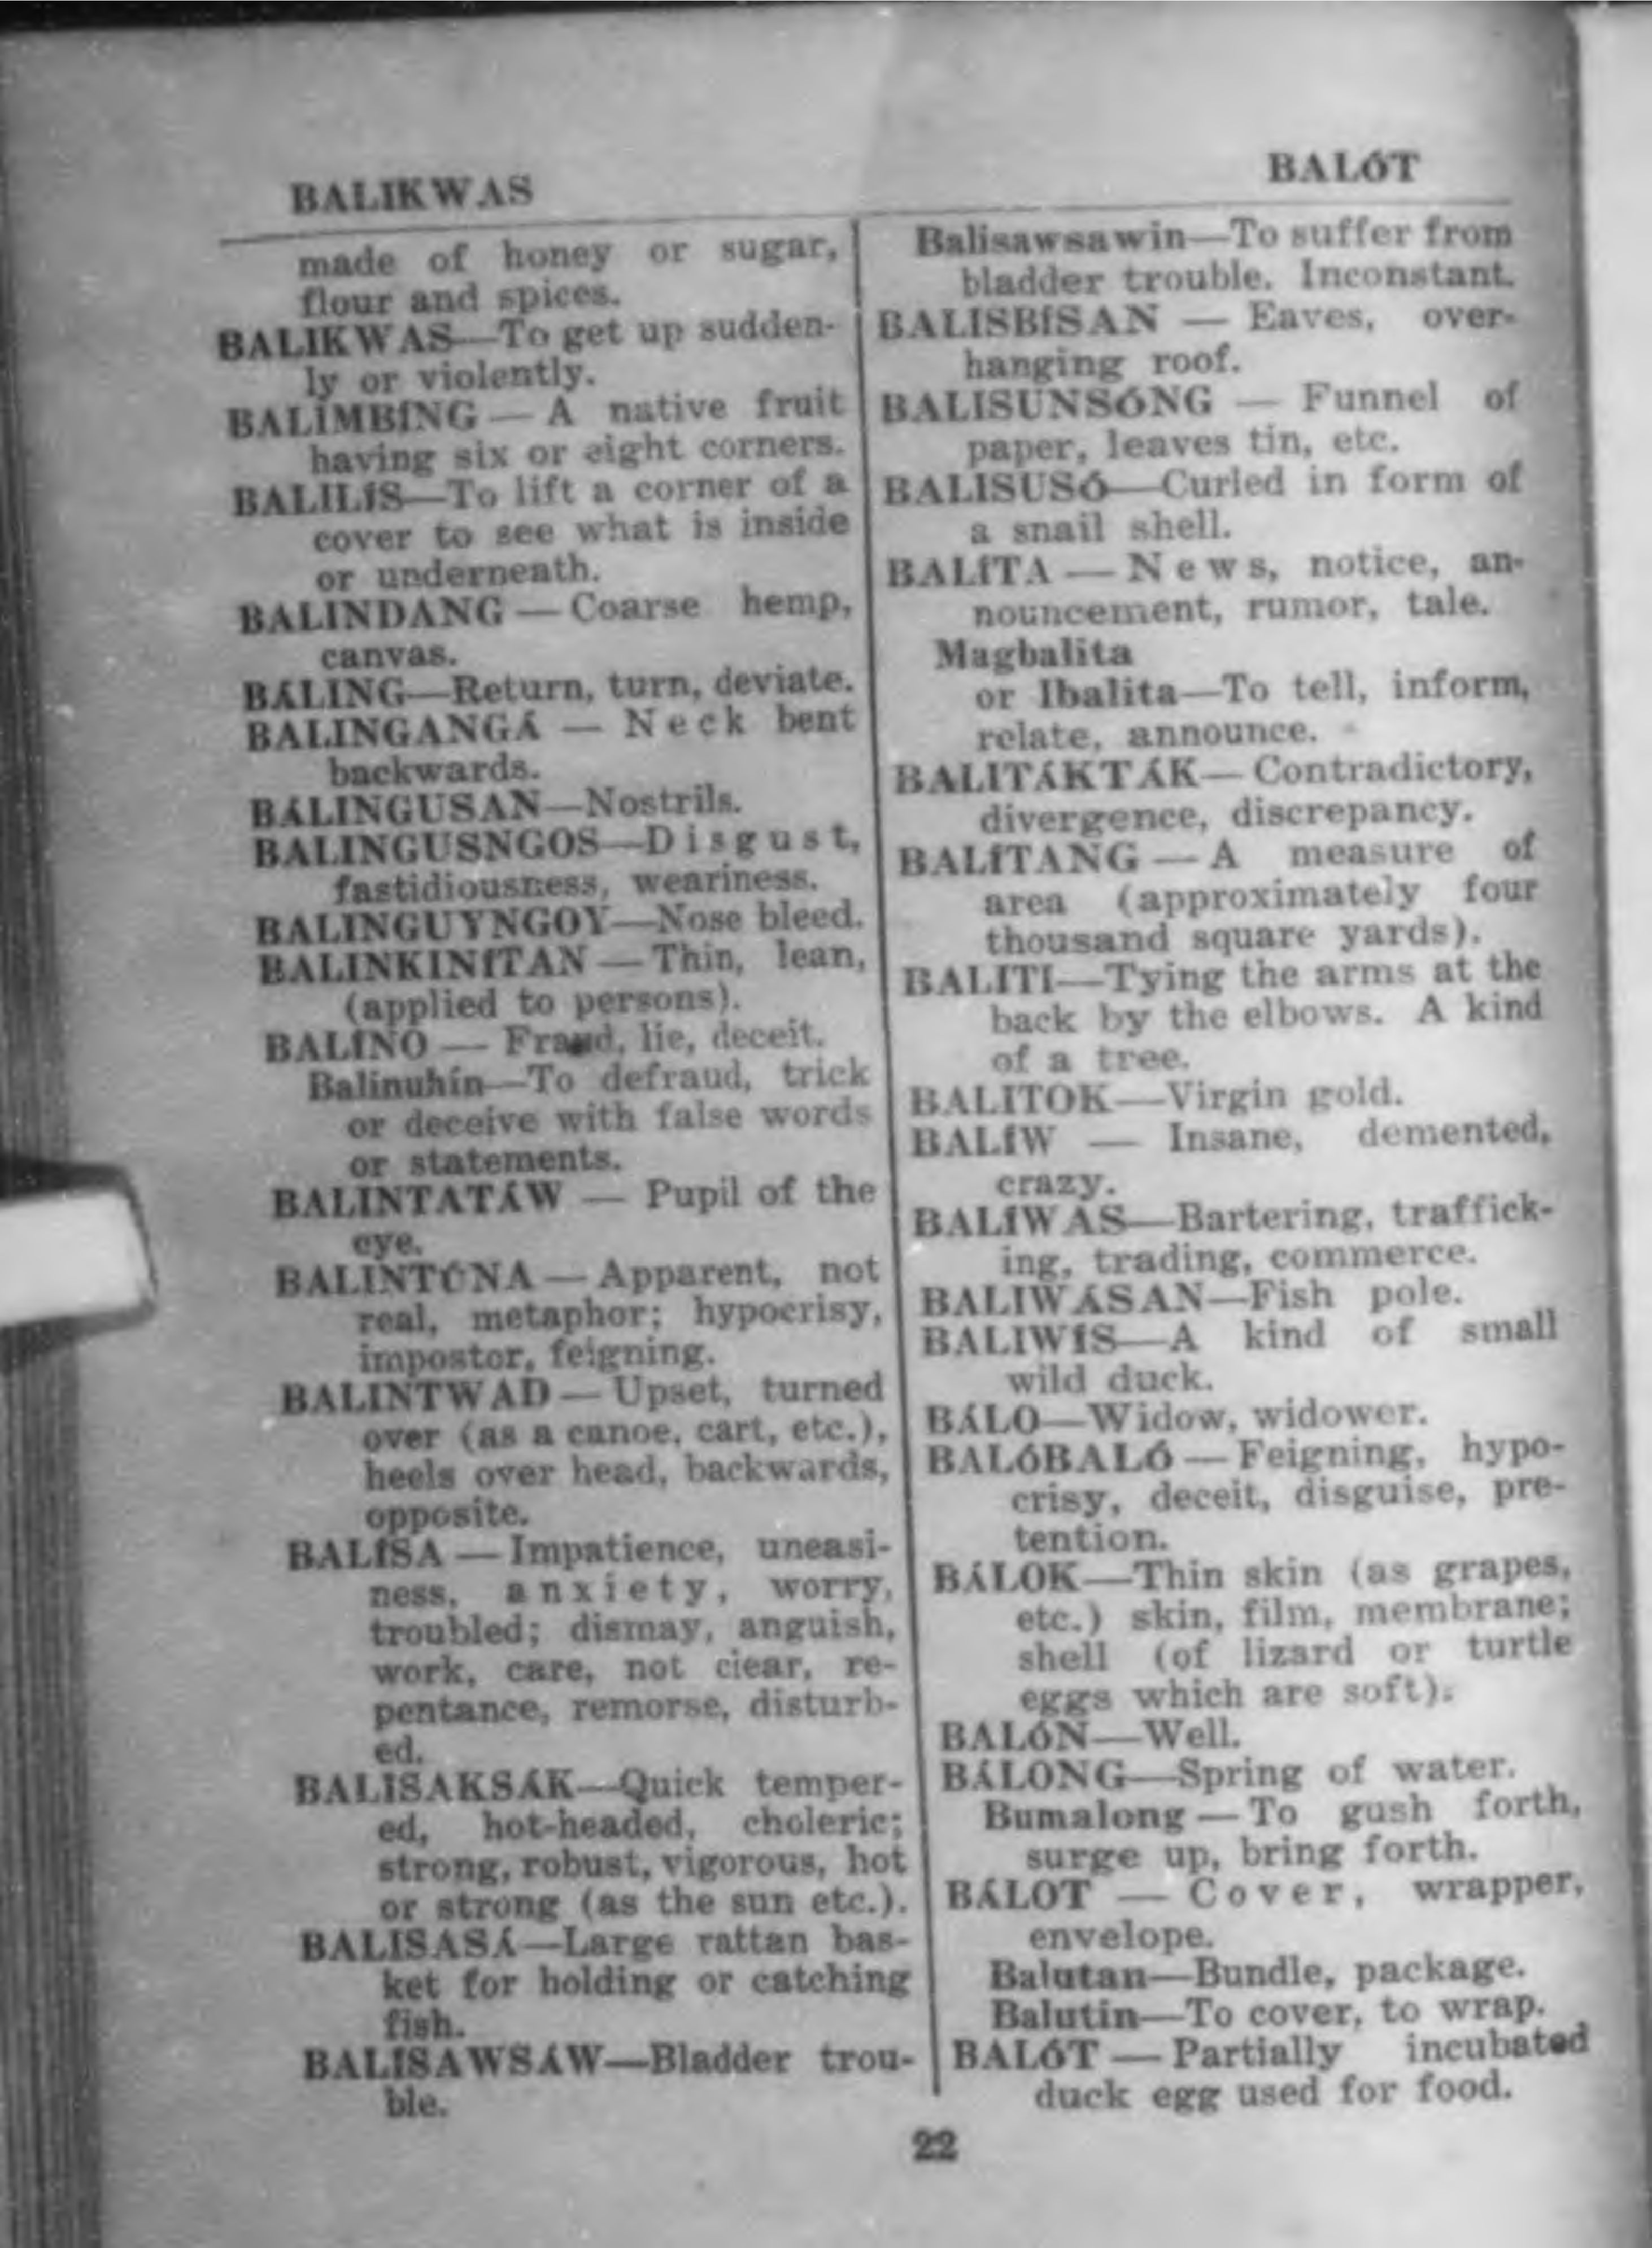 BALIKWAS
BALÓT
made of honey or sugar,
flour and spices.
BALIKWAS—To get up sudden-
ly or violently.
BALIMBÍNG — A native fruit
having six or eight corners.
BALILÍS—To lift a corner of a
cover to see what is inside
or underneath.
BALINDANG — Coarse hemp,
canvas.
BÁLING—Return, turn, deviate.
BALINGANGÁ — Neck bent
backwards.
BÁLINGUSAN—Nostrils.
BALINGUSNGOS—Disgust,
fastidiousness, weariness.
BALINGUYNGOY—Nose bleed.
BALINKINÍTAN — Thin, lean,
(applied to persons).
BALÍNO — Fraud, lie, deceit.
Balinuhín—To defraud, trick
or deceive with false words
or statements.
BALINTATÁW — Pupil of the
eye.
BALINTÚNA — Apparent, not
real, metaphor; hypocrisy,
impostor, feigning.
BALINTWAD — Upset, turned
over (as a canoe, cart, etc.),
heels over head, backwards,
opposite.
BALÍSA — Impatience, uneasi-
ness, anxiety, worry,
troubled; dismay, anguish,
work, care, not clear, re-
pentance, remorse, disturb-
ed.
BALISAKSÁK—Quick temper-
ed, hot-headed, choleric;
strong, robust, vigorous, hot
or strong (as the sun etc.).
BALISASÁ—Large rattan bas-
ket for holding or catching
fish.
BALISAWSÁW—Bladder trou-
ble.
Balisawsawin—To suffer from
bladder trouble. Inconstant.
BALISBÍSAN — Eaves, over-
hanging roof.
BALISUNSÓNG — Funnel of
paper, leaves tin, etc.
BALISUSÓ—Curled in form of
a snail shell.
BALÍTA — News, notice, an-
nouncement, rumor, tale.
Magbalita
or Ibalita—To tell, inform,
relate, announce.
BALITÁKTÁK— Contradictory,
divergence, discrepancy.
BALÍTANG — A measure of
area (approximately four
thousand square yards).
BALITI—Tying the arms at the
back by the elbows. A kind
of a tree.
BALITOK—Virgin gold.
BALÍW — Insane, demented,
crazy.
BALÍWAS—Bartering, traffick-
ing, trading, commerce.
BALIWÁSAN—Fish pole.
BALIWÍS—A kind of small
wild duck.
BÁLO—Widow, widower.
BALÓBALÓ — Feigning, hypo-
crisy, deceit, disguise, pre-
tention.
BÁLOK—Thin skin (as grapes,
etc.) skin, film, membrane;
shell (of lizard or turtle
eggs which are soft).
BALÓN—Well.
BÁLONG—Spring of water.
Bumalong — To gush forth,
surge up, bring forth.
BÁLOT — Cover, wrapper,
envelope.
Balutan—Bundle, package.
Balutin—To cover, to wrap.
BALÓT — Partially incubated
duck egg used for food.
22